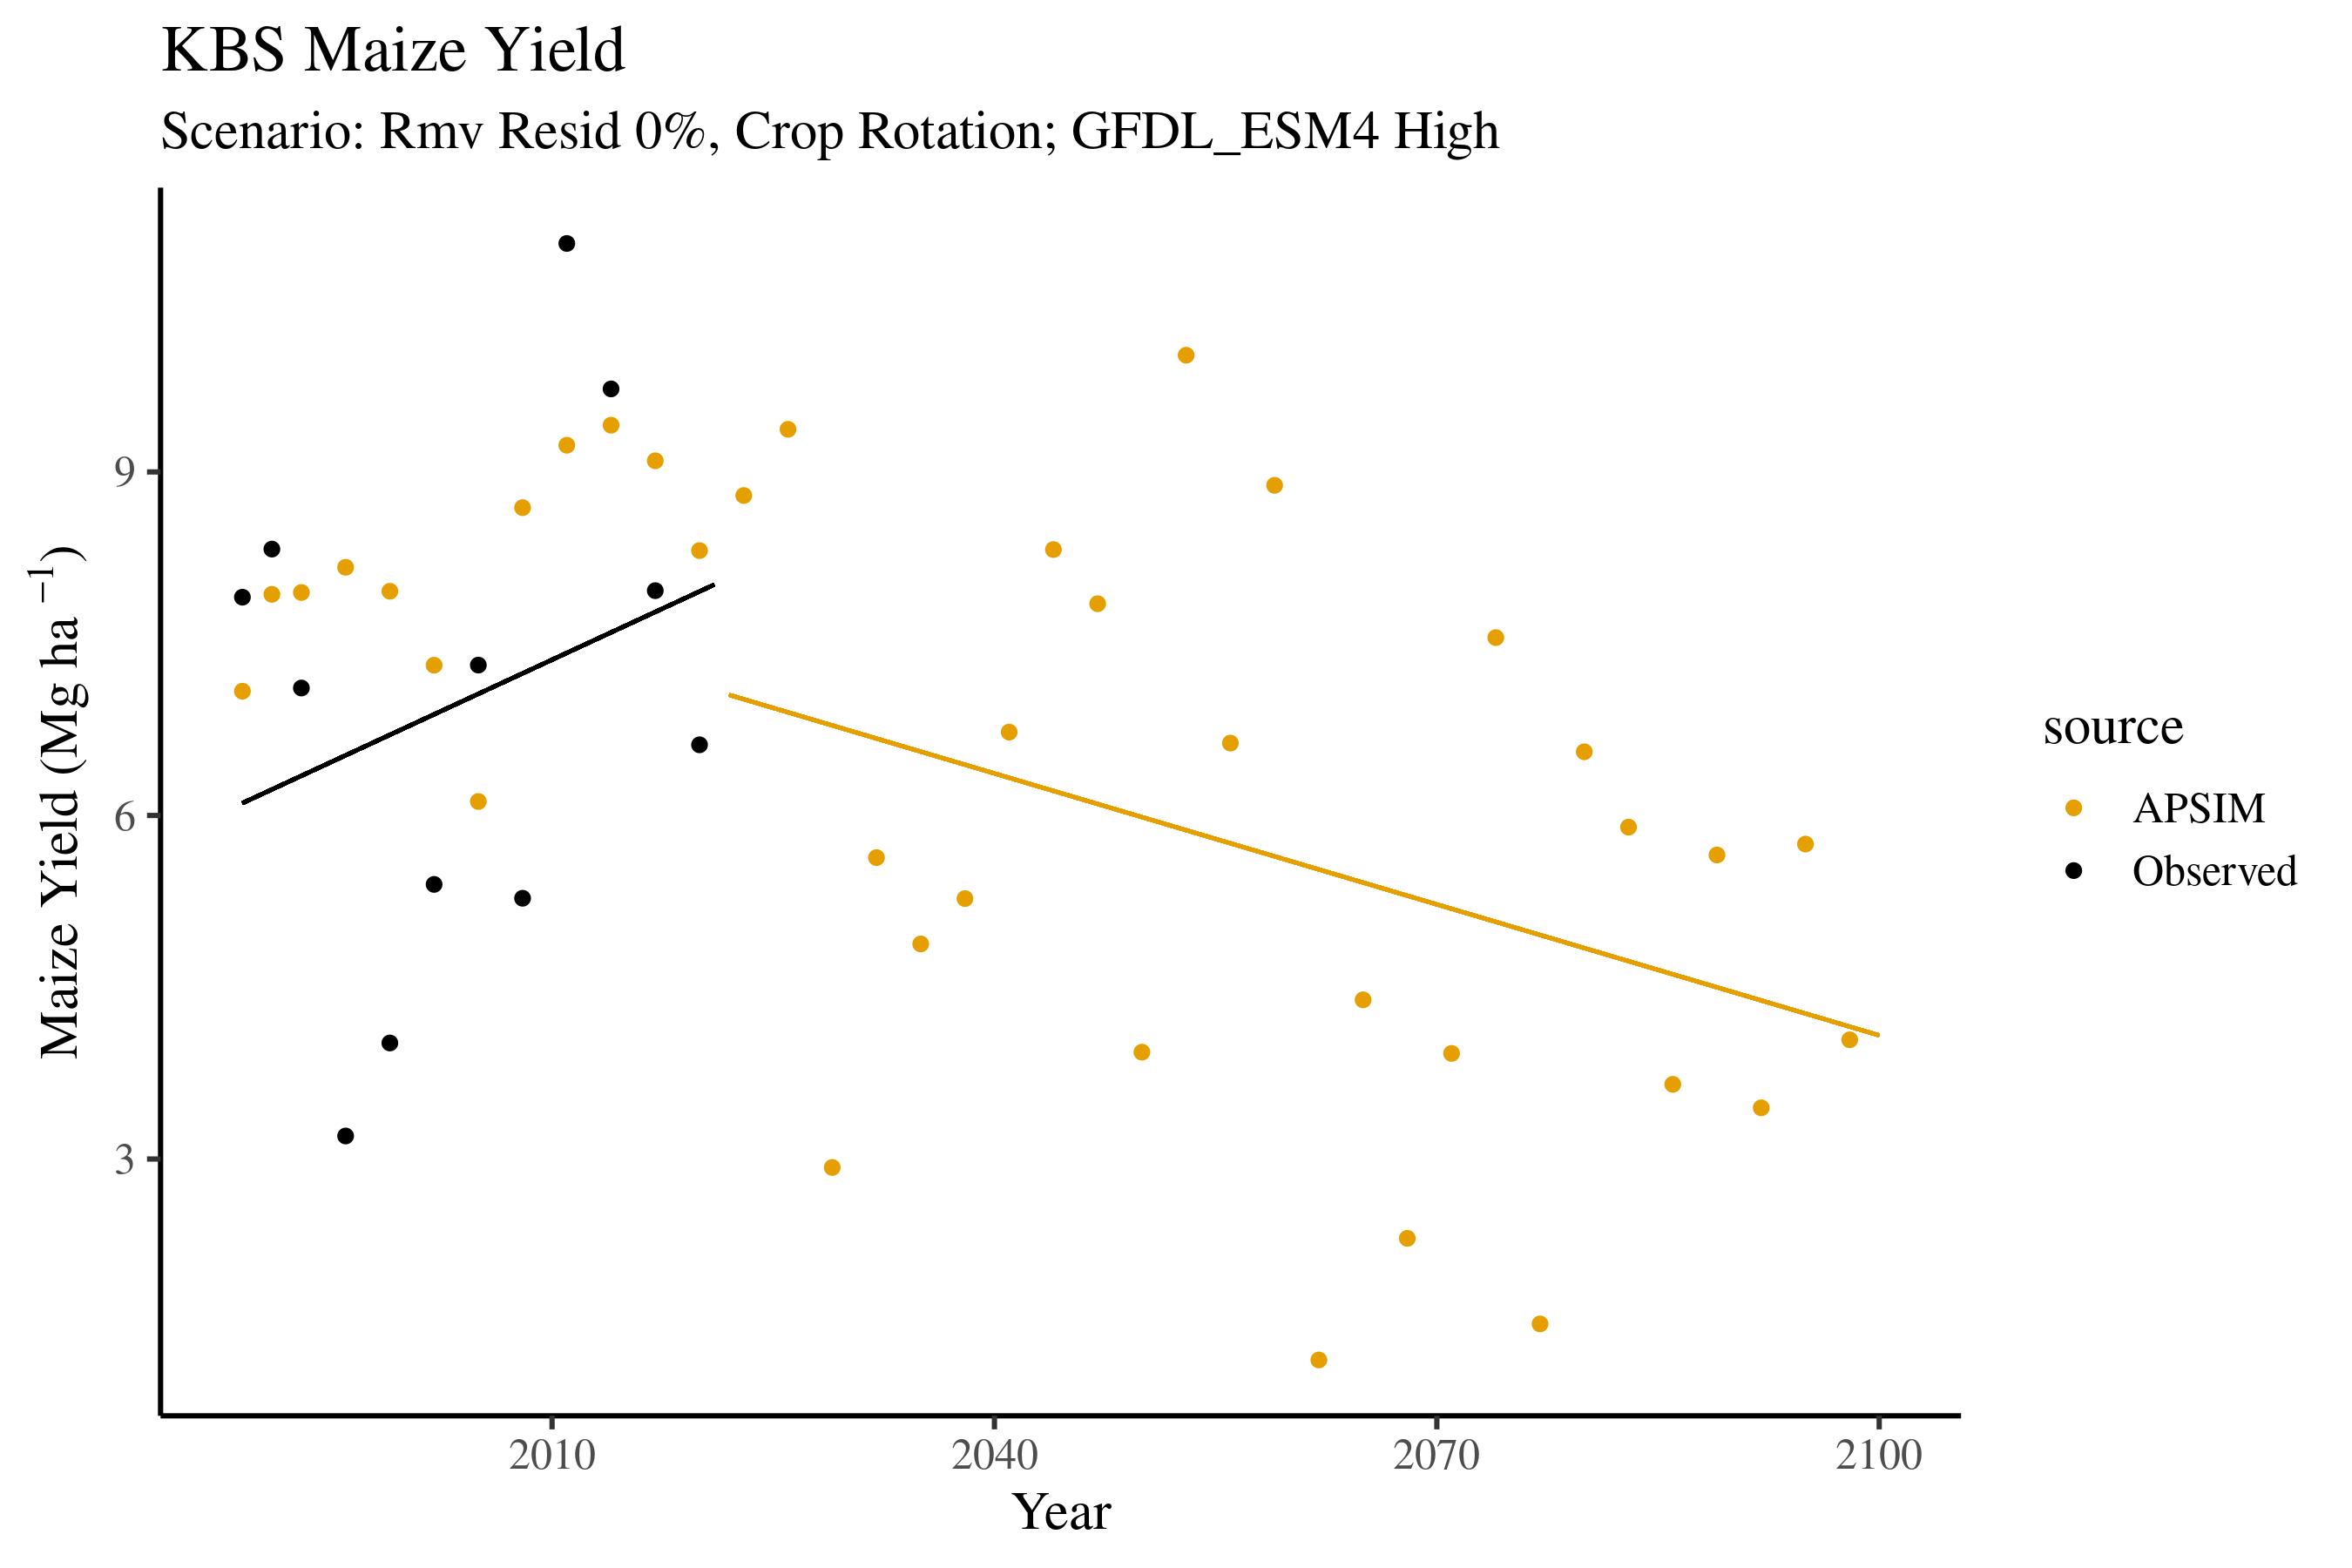 KBS Maize Yield
Scenario: Rmv Resid 0%, Crop Rotation; GFDL_ESM4 High
Maize Yield (Mg ha −1)
9
6
3
2010
2040
2070
2100
Year
source
APSIM
Observed